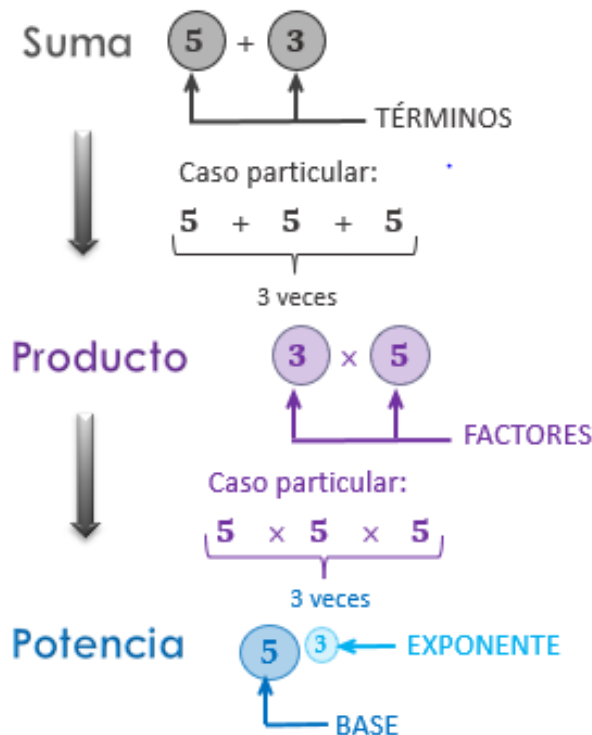 Suma 5 + 3
TÉRMINOS
Caso particular:
5 + 5 + 5
3 veces
Producto 3 × 5
FACTORES
Caso particular:
5 × 5 × 5
3 veces
Potencia 5 3 EXPONENTE
BASE